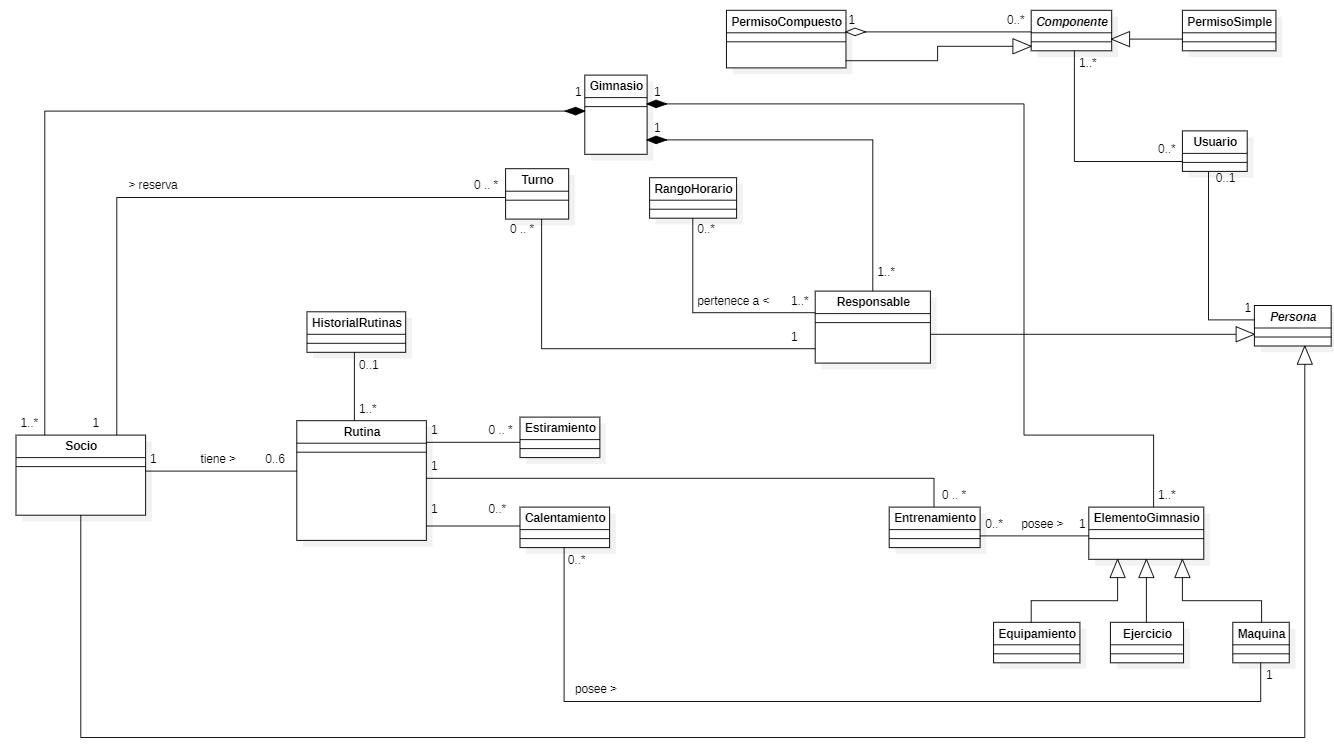 PermisoCompuesto
1
0..*
Componente
PermisoSimple
1..*
Gimnasio
1
1
1
Usuario
0..*
0..1
> reserva
0 .. *
Turno
0 .. *
RangoHorario
0..*
1..*
pertenece a <
1..*
Responsable
1
1
Persona
HistorialRutinas
0..1
1..*
1..*
1
Socio
1
tiene >
0..6
Rutina
1
0 .. *
Estiramiento
1
0 .. *
1
0..*
Calentamiento
0..*
Entrenamiento
0..*
posee >
1
1..*
ElementoGimnasio
Equipamiento
Ejercicio
Maquina
1
posee >